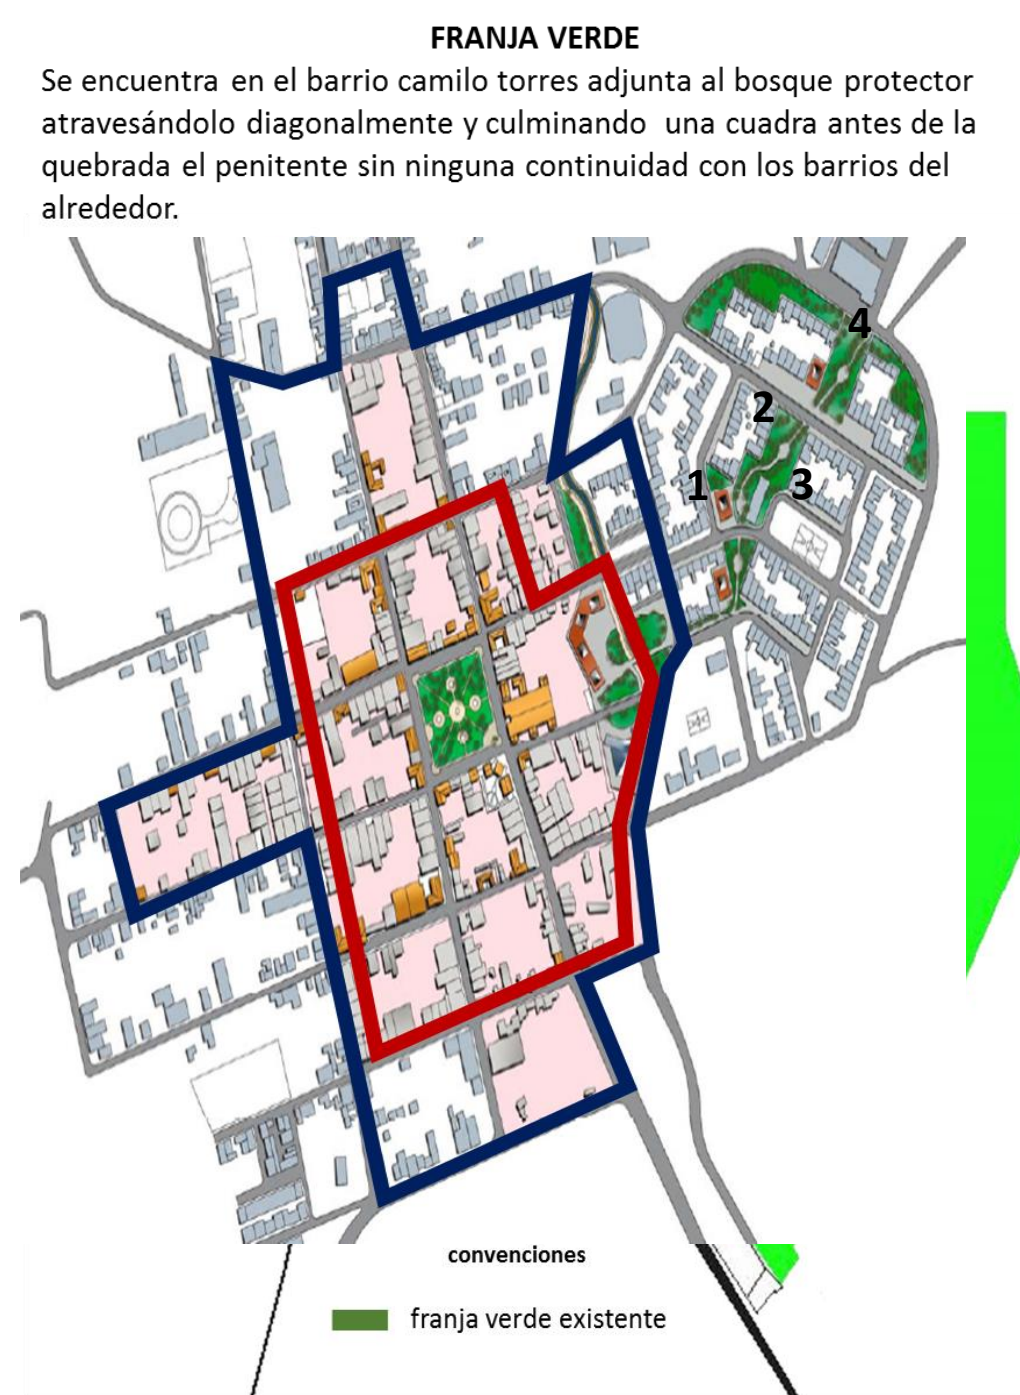 FRANJA VERDE
Se encuentra en el barrio camilo torres adjunta al bosque protector
atravesándolo diagonalmente y culminando una cuadra antes de la
quebrada el penitente sin ninguna continuidad con los barrios del
alrededor.
4
2
1
3
convenciones
franja verde existente